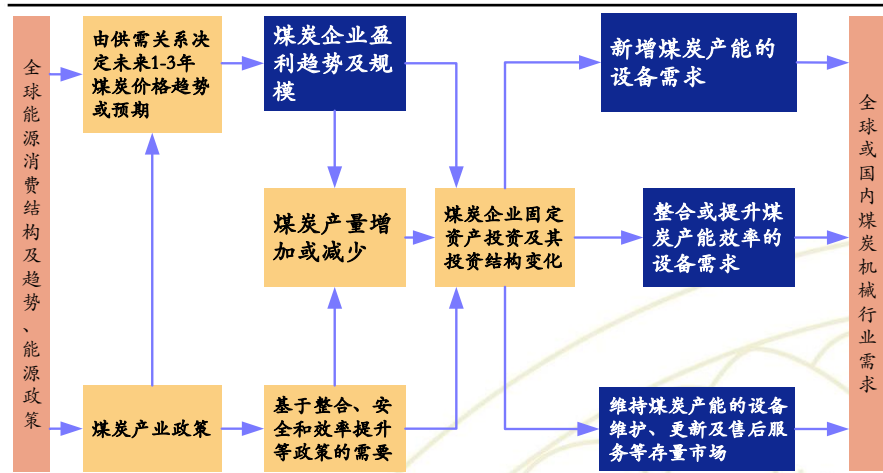 全球能源消费结构及趋势、能源政策
由供需关系决
定未来1-3年
煤炭价格趋势
或预期
煤炭企业盈
利趋势及规
模
新增煤炭产能的
设备需求
煤炭产量增
加或减少
煤炭企业固定
资产投资及其
投资结构变化
整合或提升煤
炭产能效率的
设备需求
煤炭产业政策
基于整合、安
全和效率提升
等政策的需要
维持煤炭产能的设备
维护、更新及售后服
务等存量市场
全球或国内煤炭机械行业需求